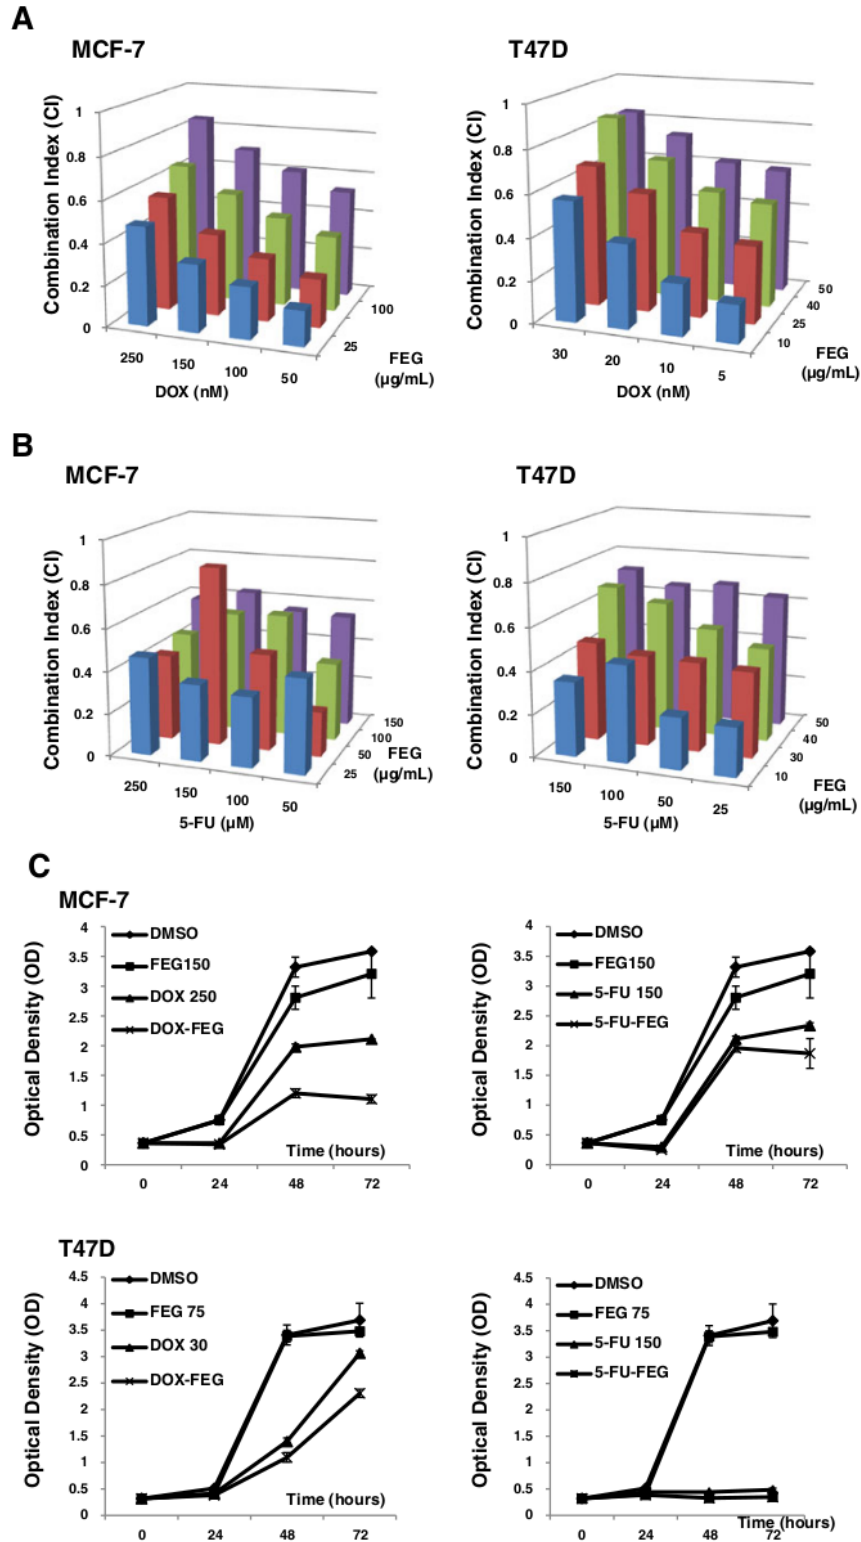 A
MCF-7
T47D
Combination Index (CI)
1
0.8
0.6
0.4
0.2
0
250
150
100
50
DOX (nM)
25
100
FEG
(µg/mL)
Combination Index (CI)
1
0.8
0.6
0.4
0.2
0
30
20
10
5
DOX (nM)
10
25
40
50
FEG
(µg/mL)
B
MCF-7
T47D
Combination Index (CI)
1
0.8
0.6
0.4
0.2
0
250
150
100
50
5-FU (µM)
25
50
100
150
FEG
(µg/mL)
Combination Index (CI)
1
0.8
0.6
0.4
0.2
0
150
100
50
25
5-FU (µM)
10
30
40
50
FEG
(µg/mL)
C
MCF-7
Optical Density (OD)
4
3.5
3
2.5
2
1.5
1
0.5
0
DMSO
FEG150
DOX 250
DOX-FEG
Time (hours)
0 24 48 72
Optical Density (OD)
4
3.5
3
2.5
2
1.5
1
0.5
0
DMSO
FEG150
5-FU 150
5-FU-FEG
Time (hours)
0 24 48 72
T47D
Optical Density (OD)
4.5
4
3.5
3
2.5
2
1.5
1
0.5
0
DMSO
FEG 75
DOX 30
DOX-FEG
Time (hours)
0 24 48 72
Optical Density (OD)
4.5
4
3.5
3
2.5
2
1.5
1
0.5
0
DMSO
FEG 75
5-FU 150
5-FU-FEG
Time (hours)
0 24 48 72